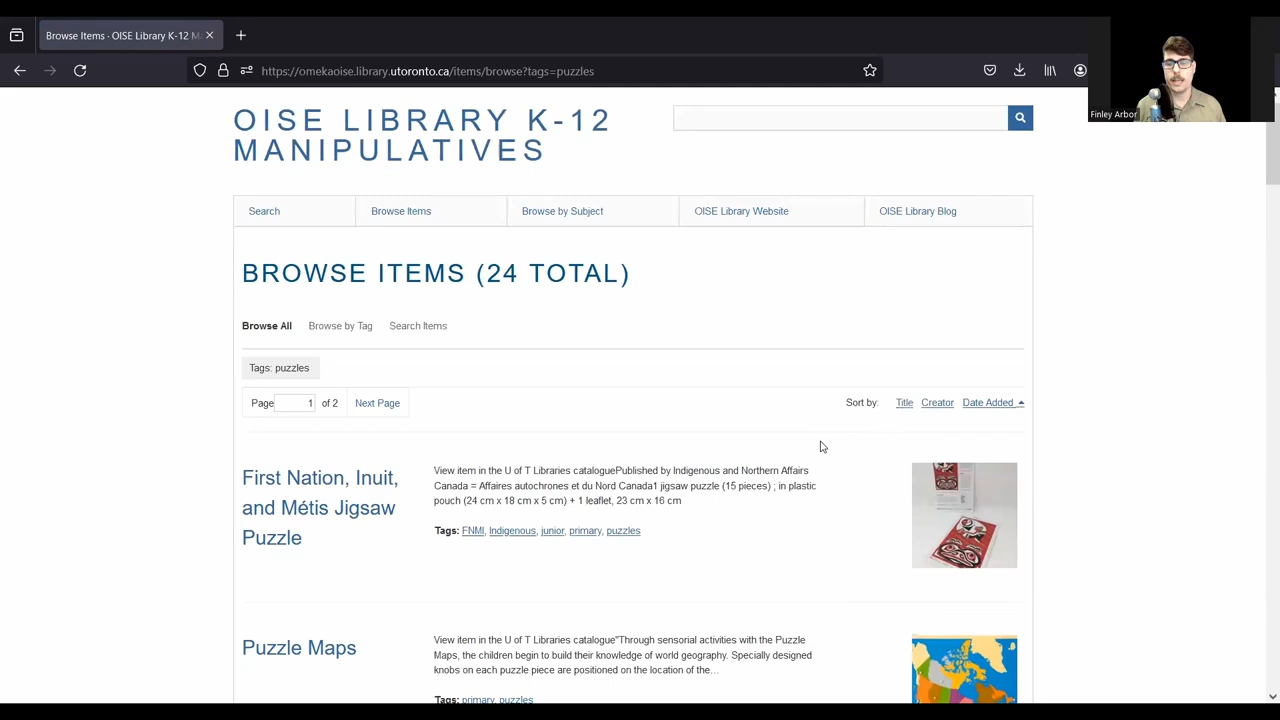 Browse Items · OISE Library K-12 M
https://omekaoise.library.utoronto.ca/items/browse?tags=puzzles
Finley Arbor
OISE LIBRARY K-12
MANIPULATIVES
Search Browse Items Browse by Subject OISE Library Website OISE Library Blog
BROWSE ITEMS (24 TOTAL)
Browse All Browse by Tag Search Items
Tags: puzzles
Page 1 of 2 Next Page Sort by: Title Creator Date Added
First Nation, Inuit,
and Métis Jigsaw
Puzzle
View item in the U of T Libraries cataloguePublished by Indigenous and Northern Affairs
Canada = Affaires autochrones et du Nord Canada1 jigsaw puzzle (15 pieces) ; in plastic
pouch (24 cm x 18 cm x 5 cm) + 1 leaflet, 23 cm x 16 cm
Tags: FNMI, Indigenous, junior, primary, puzzles
Puzzle Maps
View item in the U of T Libraries catalogue"Through sensorial activities with the Puzzle
Maps, the children begin to build their knowledge of world geography. Specially designed
knobs on each puzzle piece are positioned on the location of the…
Tags: primary, puzzles